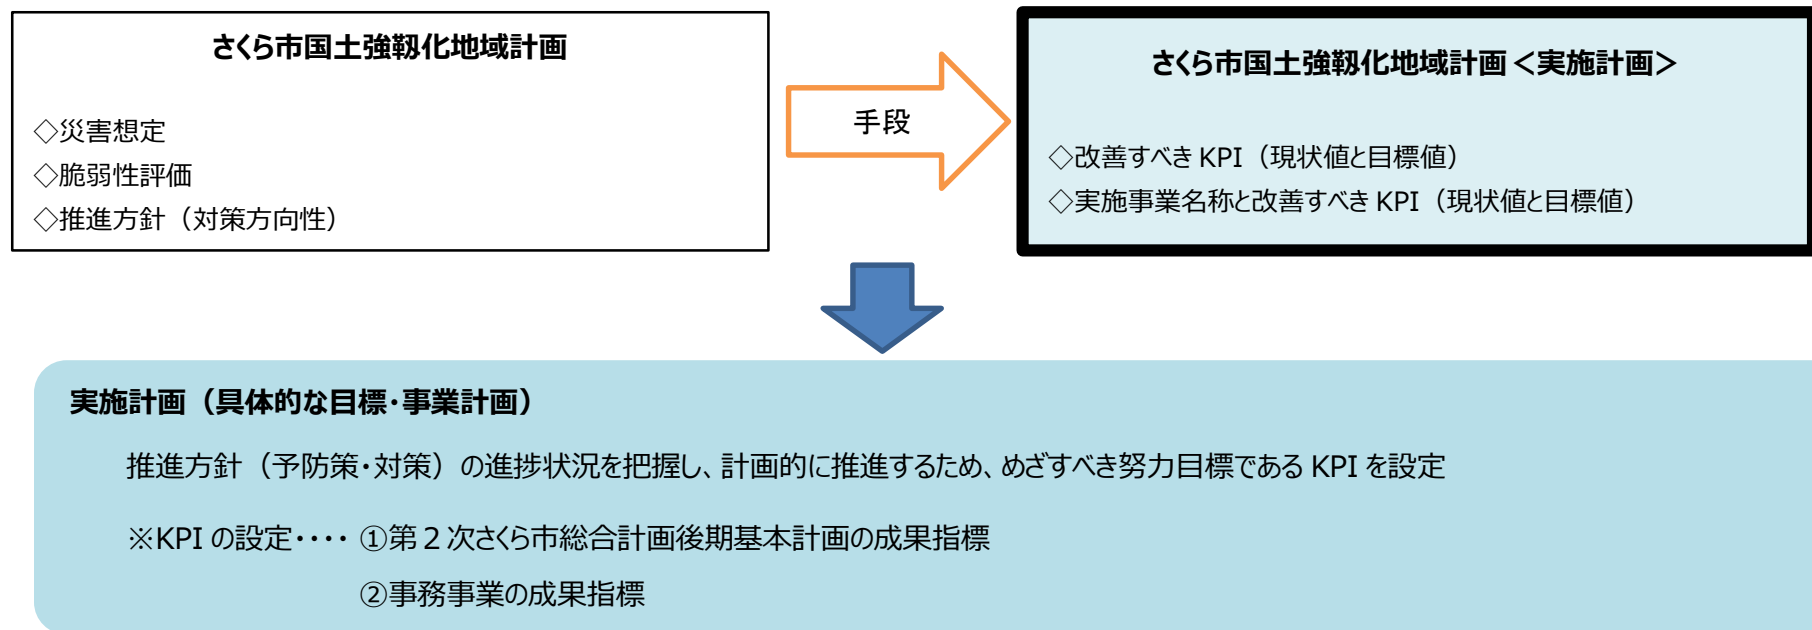 さくら市国土強靱化地域計画
◇災害想定
◇脆弱性評価
◇推進方針（対策方向性）
手段
さくら市国土強靱化地域計画＜実施計画＞
◇改善すべき KPI（現状値と目標値）
◇実施事業名称と改善すべき KPI（現状値と目標値）
実施計画（具体的な目標・事業計画）
推進方針（予防策・対策）の進捗状況を把握し、計画的に推進するため、めざすべき努力目標である KPI を設定
※KPI の設定・・・・ ①第２次さくら市総合計画後期基本計画の成果指標
②事務事業の成果指標